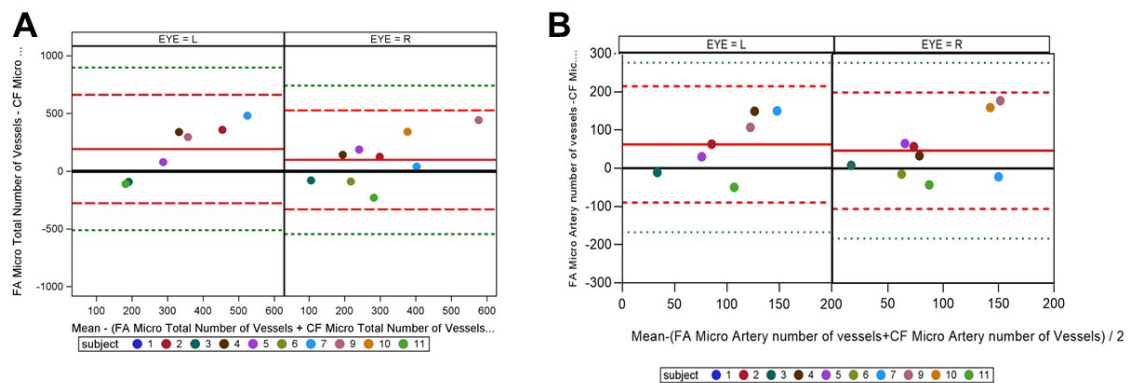 A
EYE = L EYE = R
FA Micro Total Number of Vessels - CF Micro ...
1000
500
0
-500
-1000
100 200 300 400 500 600 100 200 300 400 500 600
Mean - (FA Micro Total Number of Vessels + CF Micro Total Number of Vessels...
subject 1 2 3 4 5 6 7 9 10 11
B
EYE = L EYE = R
FA Micro Artery number of vessels -CF Mic....
300
200
100
0
-100
-200
-300
0 50 100 150 200 50 100 150 200
Mean-(FA Micro Artery number of vessels+CF Micro Artery number of Vessels) / 2
subject 1 2 3 4 5 6 7 9 10 11